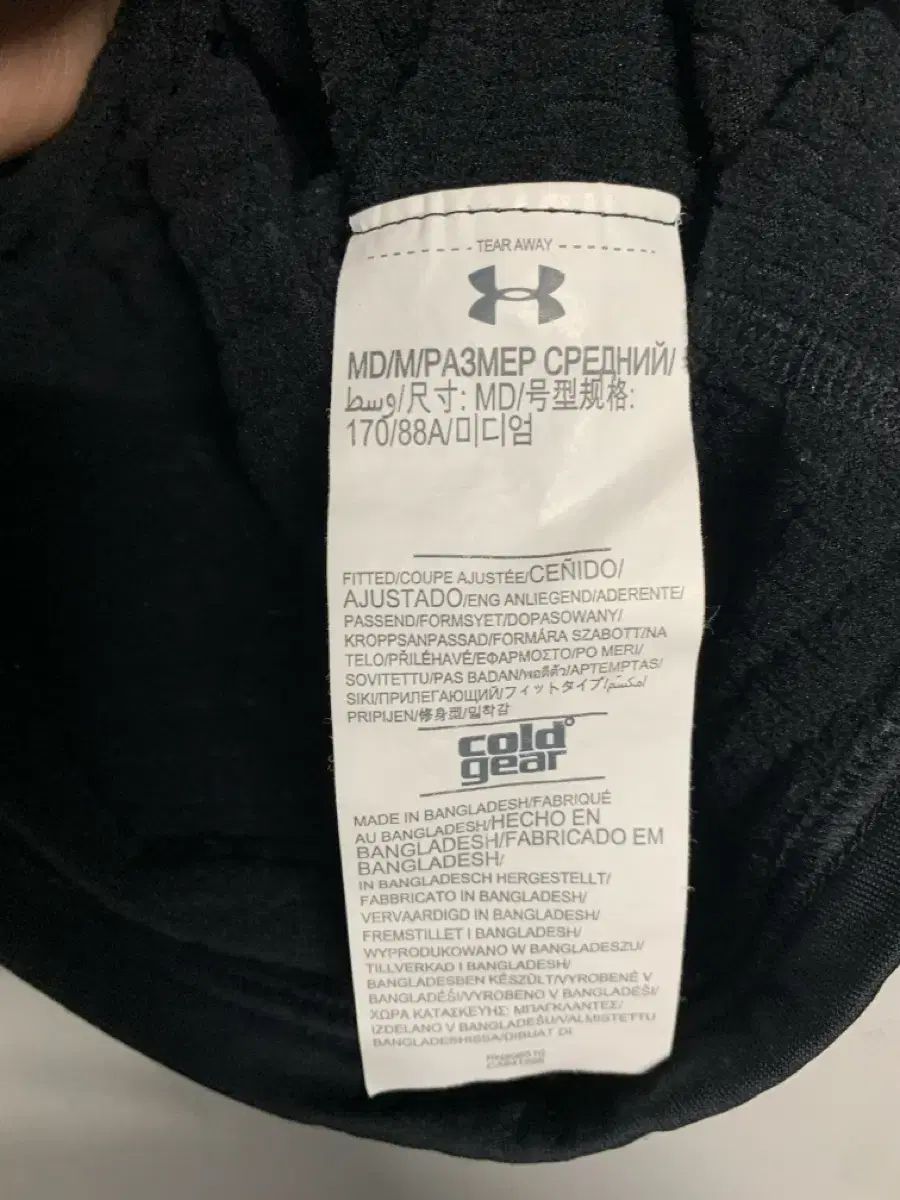 TEAR AWAY
MD/M/РАЗМЕР СРЕДНИЙ/
وسط/尺寸: MD/号型规格:
170/88A/미디엄
FITTED/COUPE AJUSTÉE/CEÑIDO/
AJUSTADO/ENG ANLIEGEND/ADERENTE/
PASSEND/FORMSYET/DOPASOWANY/
KROPPSANPASSAD/FORMÁRA SZABOTT/NA
TELO/PŘILÉHAVÉ/ΕΦΑΡΜΟΣΤΟ/PO MERI/
SOVITETTU/PAS BADAN/พอดีตัว/APTEMPTAS/
SIKI/ПРИЛЕГАЮЩИЙ/フィットタイプ/
PRIPIJEN/修身型/밀착감
cold
gear
MADE IN BANGLADESH/FABRIQUÉ
AU BANGLADESH/HECHO EN
BANGLADESH/FABRICADO EM
BANGLADESH/
IN BANGLADESCH HERGESTELLT/
FABBRICATO IN BANGLADESH/
VERVAARDIGD IN BANGLADESH/
FREMSTILLET I BANGLADESH/
WYPRODUKOWANO W BANGLADESZU/
TILLVERKAD I BANGLADESH/
BANGLADESBEN KÉSZÜLT/VYROBENÉ V
BANGLADÉŠI/VYROBENO V BANGLADÉŠI/
ΧΩΡΑ ΚΑΤΑΣΚΕΥΗΣ: ΜΠΑΓΚΛΑΝΤΕΣ/
IZDELANO V BANGLADEŠU/VALMISTETTU
BANGLADESHISSA/DIBUAT DI